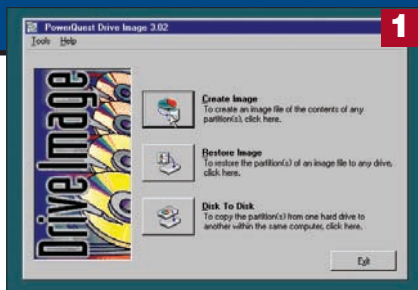 PowerQuest Drive Image 3.02
1
Tools Help
Drive Image
Create Image
To create an image file of the contents of any
partition(s), click here.
Restore Image
To restore the partition(s) of an image file to any drive,
click here.
Disk To Disk
To copy the partition(s) from one hard drive to
another within the same computer, click here.
Exit